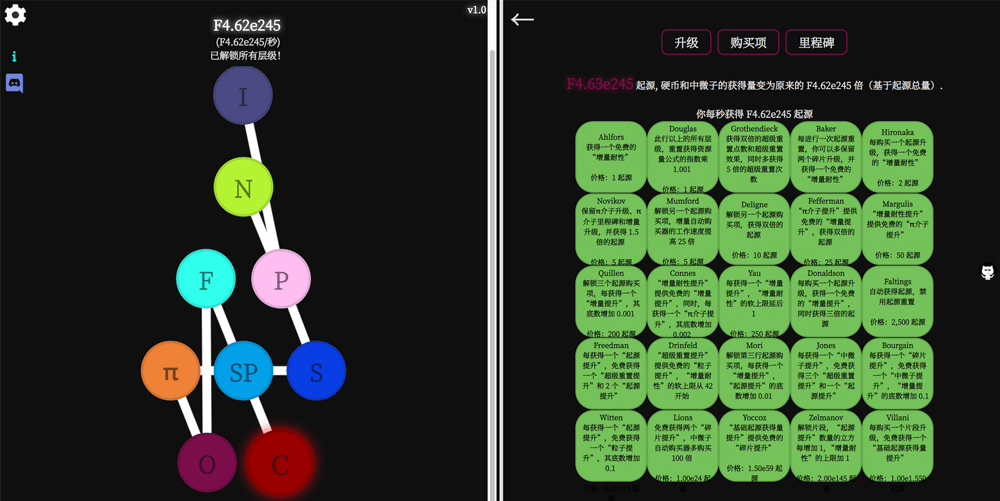 v1.0
F4.62e245
(F4.62e245/秒)
已解锁所有层级!
i
I
N
F
P
π
SP
S
O
C
升级
购买项
里程碑
F4.63e245 起源, 硬币和中微子的获得量变为原来的 F4.62e245 倍（基于起源总量）.
你每秒获得 F4.62e245 起源
Ahlfors
获得一个免费的
“增量耐性”
价格：1 起源
Douglas
此行以上的所有层
级，重置获得资源
量公式的指数乘
1.001
价格：1 起源
Grothendieck
获得双倍的超级重
置点数和超级重置
效果，同时多获得
5 倍的超级重置次
数
Baker
每进行一次起源重
置，你可以多保留
两个碎片升级，并
获得一个免费的
“增量耐性”
Hironaka
每购买一个起源升
级，获得一个免费
的“增量耐性”
价格：2 起源
Novikov
保留π介子升级、π
介子里程碑和增量
升级，并获得 1.5
倍的起源
价格：5 起源
Mumford
解锁另一个起源购
买项，增量自动购
买器的工作速度提
高 25 倍
价格：5 起源
Deligne
解锁另一个起源购
买项，获得双倍的
起源
价格：10 起源
Fefferman
“π介子提升”提供
免费的“增量提
升”，获得双倍的起
源
价格：25 起源
Margulis
“增量耐性提升”
提供免费的“π介子
提升”
价格：50 起源
Quillen
解锁三个起源购买
项，每获得一个
“增量提升”，其
底数增加 0.001
价格：200 起源
Connes
“增量耐性提升”
提供免费的“增量
提升”，同时，每
获得一个“π介子提
升”，其底数增加
0.002
Yau
每获得一个“增量
提升”，“增量耐
性”的软上限延后
1
价格：250 起源
Donaldson
每购买一个起源升
级，获得一个免费
的“增量提升”，
同时获得三倍的起
源
Faltings
自动获得起源，禁
用起源重置
价格：2,500 起源
Freedman
每获得一个“起源
提升”，免费获得
一个“超级重置提
升”和 2 个“起源
提升”
Drinfeld
“超级重置提升”
提供免费的“粒子
提升”，“增量耐
性”的软上限从 42
开始
Mori
解锁第三行起源购
买项，每获得一个
“增量提升”，
“起源提升”的底
数增加 0.01
Jones
每获得一个“中微
子提升”，免费获
得三个“超级重置
提升”和一个“起
源提升”
Bourgain
每获得一个“碎片
提升”，免费获得
一个“中微子提
升”，“增量提升”
的底数增加 0.1
Witten
每获得一个“起源
提升”，免费获得
一个“粒子提
升”，其底数增加
0.1
Lions
免费获得两个“碎
片提升”，中微子
自动购买器多购买
100 倍
价格：1.00e24 起
Yoccoz
“基础起源获得量
提升”提供免费的
“碎片提升”
价格：1.50e59 起
源
Zelmanov
解锁片段，“起源
提升”数量的立方
每增加 1,“增量耐
性”的上限加 1
价格：2.00e145 起
Villani
每购买一个片段升
级，免费获得一个
“基础起源获得量
提升”
价格：1.00e1,550